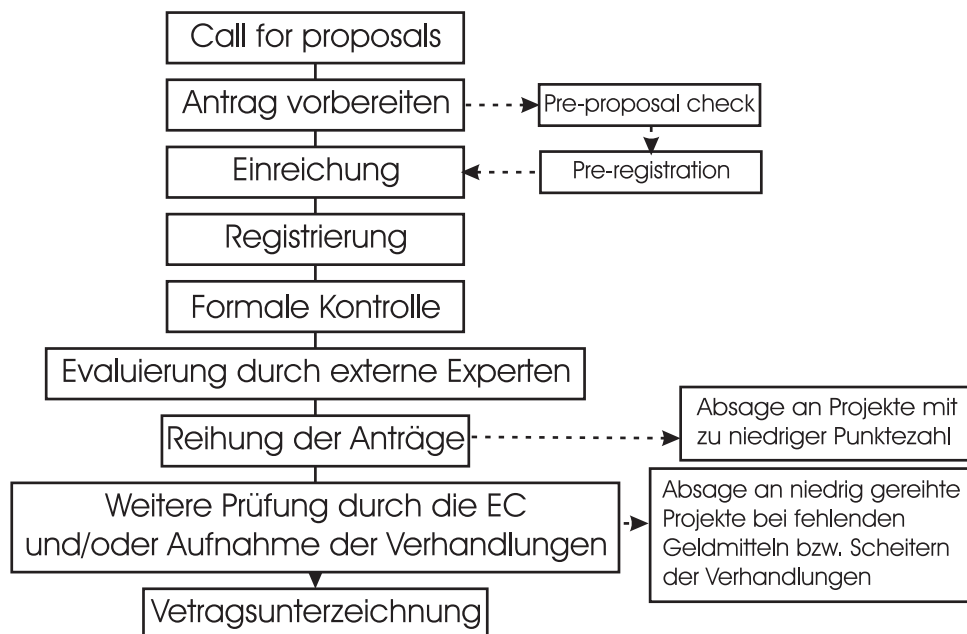 Call for proposals
Antrag vorbereiten
Pre-proposal check
Einreichung
Pre-registration
Registrierung
Formale Kontrolle
Evaluierung durch externe Experten
Reihung der Anträge
Absage an Projekte mit
zu niedriger Punktezahl
Weitere Prüfung durch die EC
und/oder Aufnahme der Verhandlungen
Absage an niedrig gereihte
Projekte bei fehlenden
Geldmitteln bzw. Scheitern
der Verhandlungen
Vetragsunterzeichnung